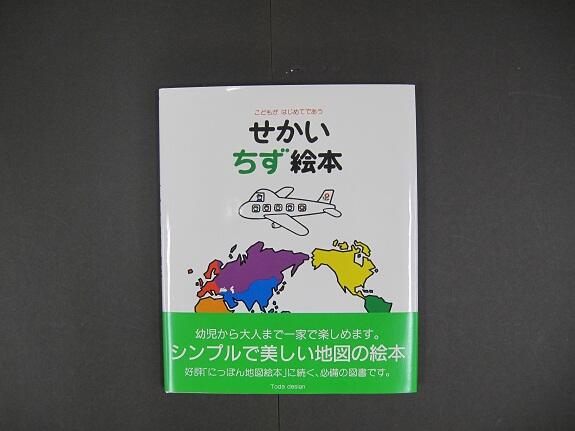 こどもが はじめてであう
せかい
ちず絵本
幼児から大人まで一家で楽しめます。
シンプルで美しい地図の絵本
好評「にっぽん地図絵本」に続く、必備の図書です。
Toda design